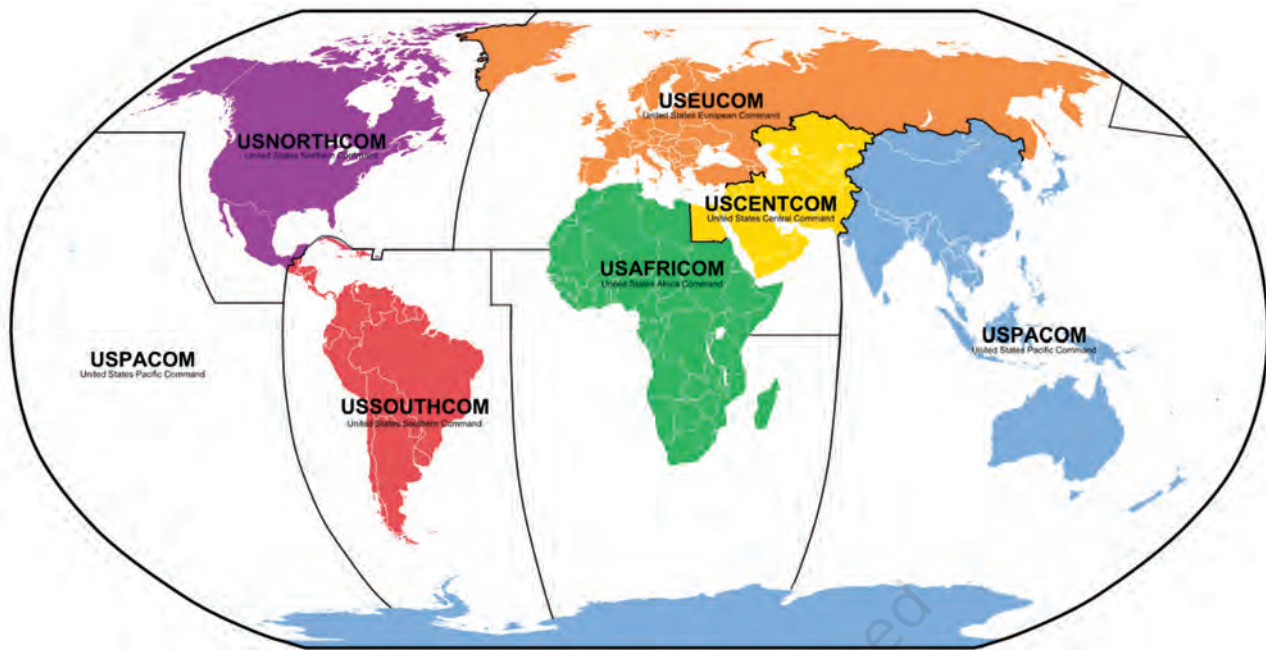 USEUCOM
United States European Command
USNORTHCOM
United States Northern Command
USCENTCOM
United States Central Command
USAFRICOM
United States Africa Command
USPACOM
United States Pacific Command
USPACOM
United States Pacific Command
USSOUTHCOM
United States Southern Command